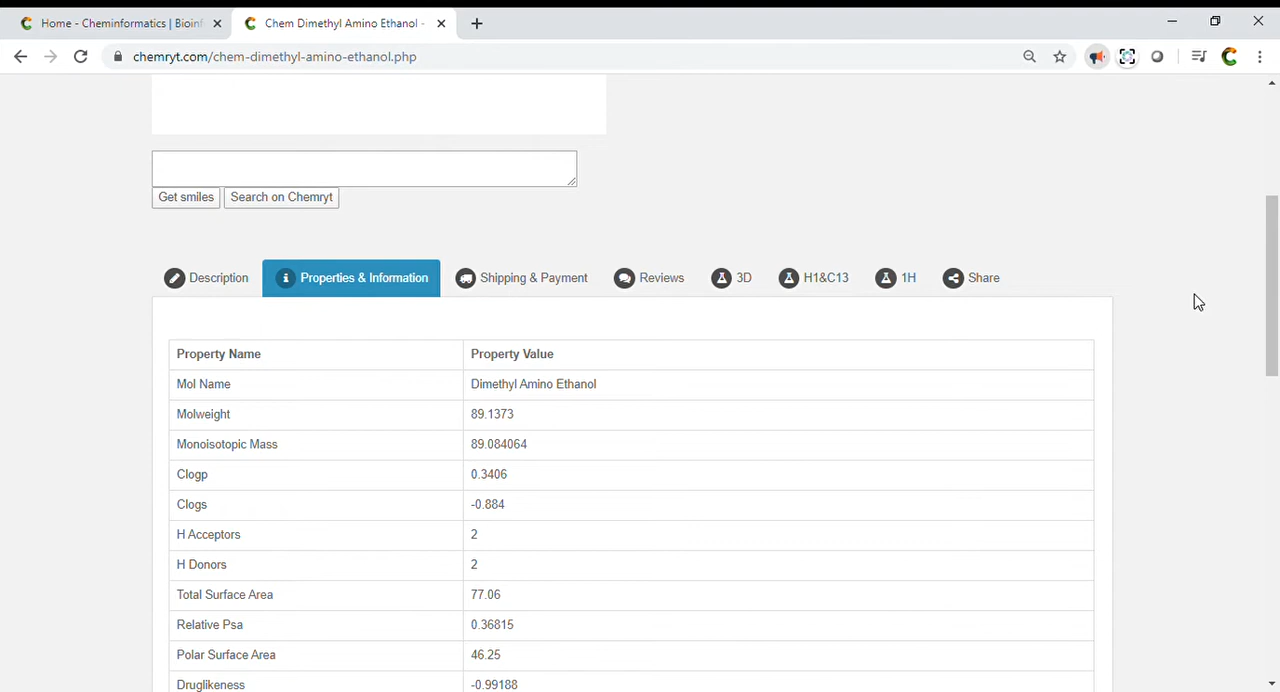 Home - Cheminformatics | Bioinf
Chem Dimethyl Amino Ethanol -
chemryt.com/chem-dimethyl-amino-ethanol.php
Get smiles
Search on Chemryt
Description
Properties & Information
Shipping & Payment
Reviews
3D
H1&C13
1H
Share
Property Name Property Value
Mol Name Dimethyl Amino Ethanol
Molweight 89.1373
Monoisotopic Mass 89.084064
Clogp 0.3406
Clogs -0.884
H Acceptors 2
H Donors 2
Total Surface Area 77.06
Relative Psa 0.36815
Polar Surface Area 46.25
Druglikeness -0.99188